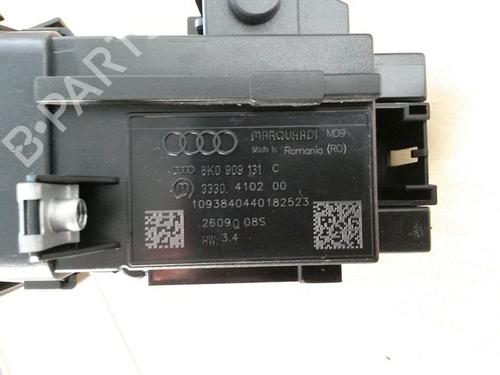 B-PARTS
MARQUARDT MD9
Made in Romania (RO)
8K0 909 131 C
3330. 4102 00
1093840440182523
26090 08S
HW: 3.4